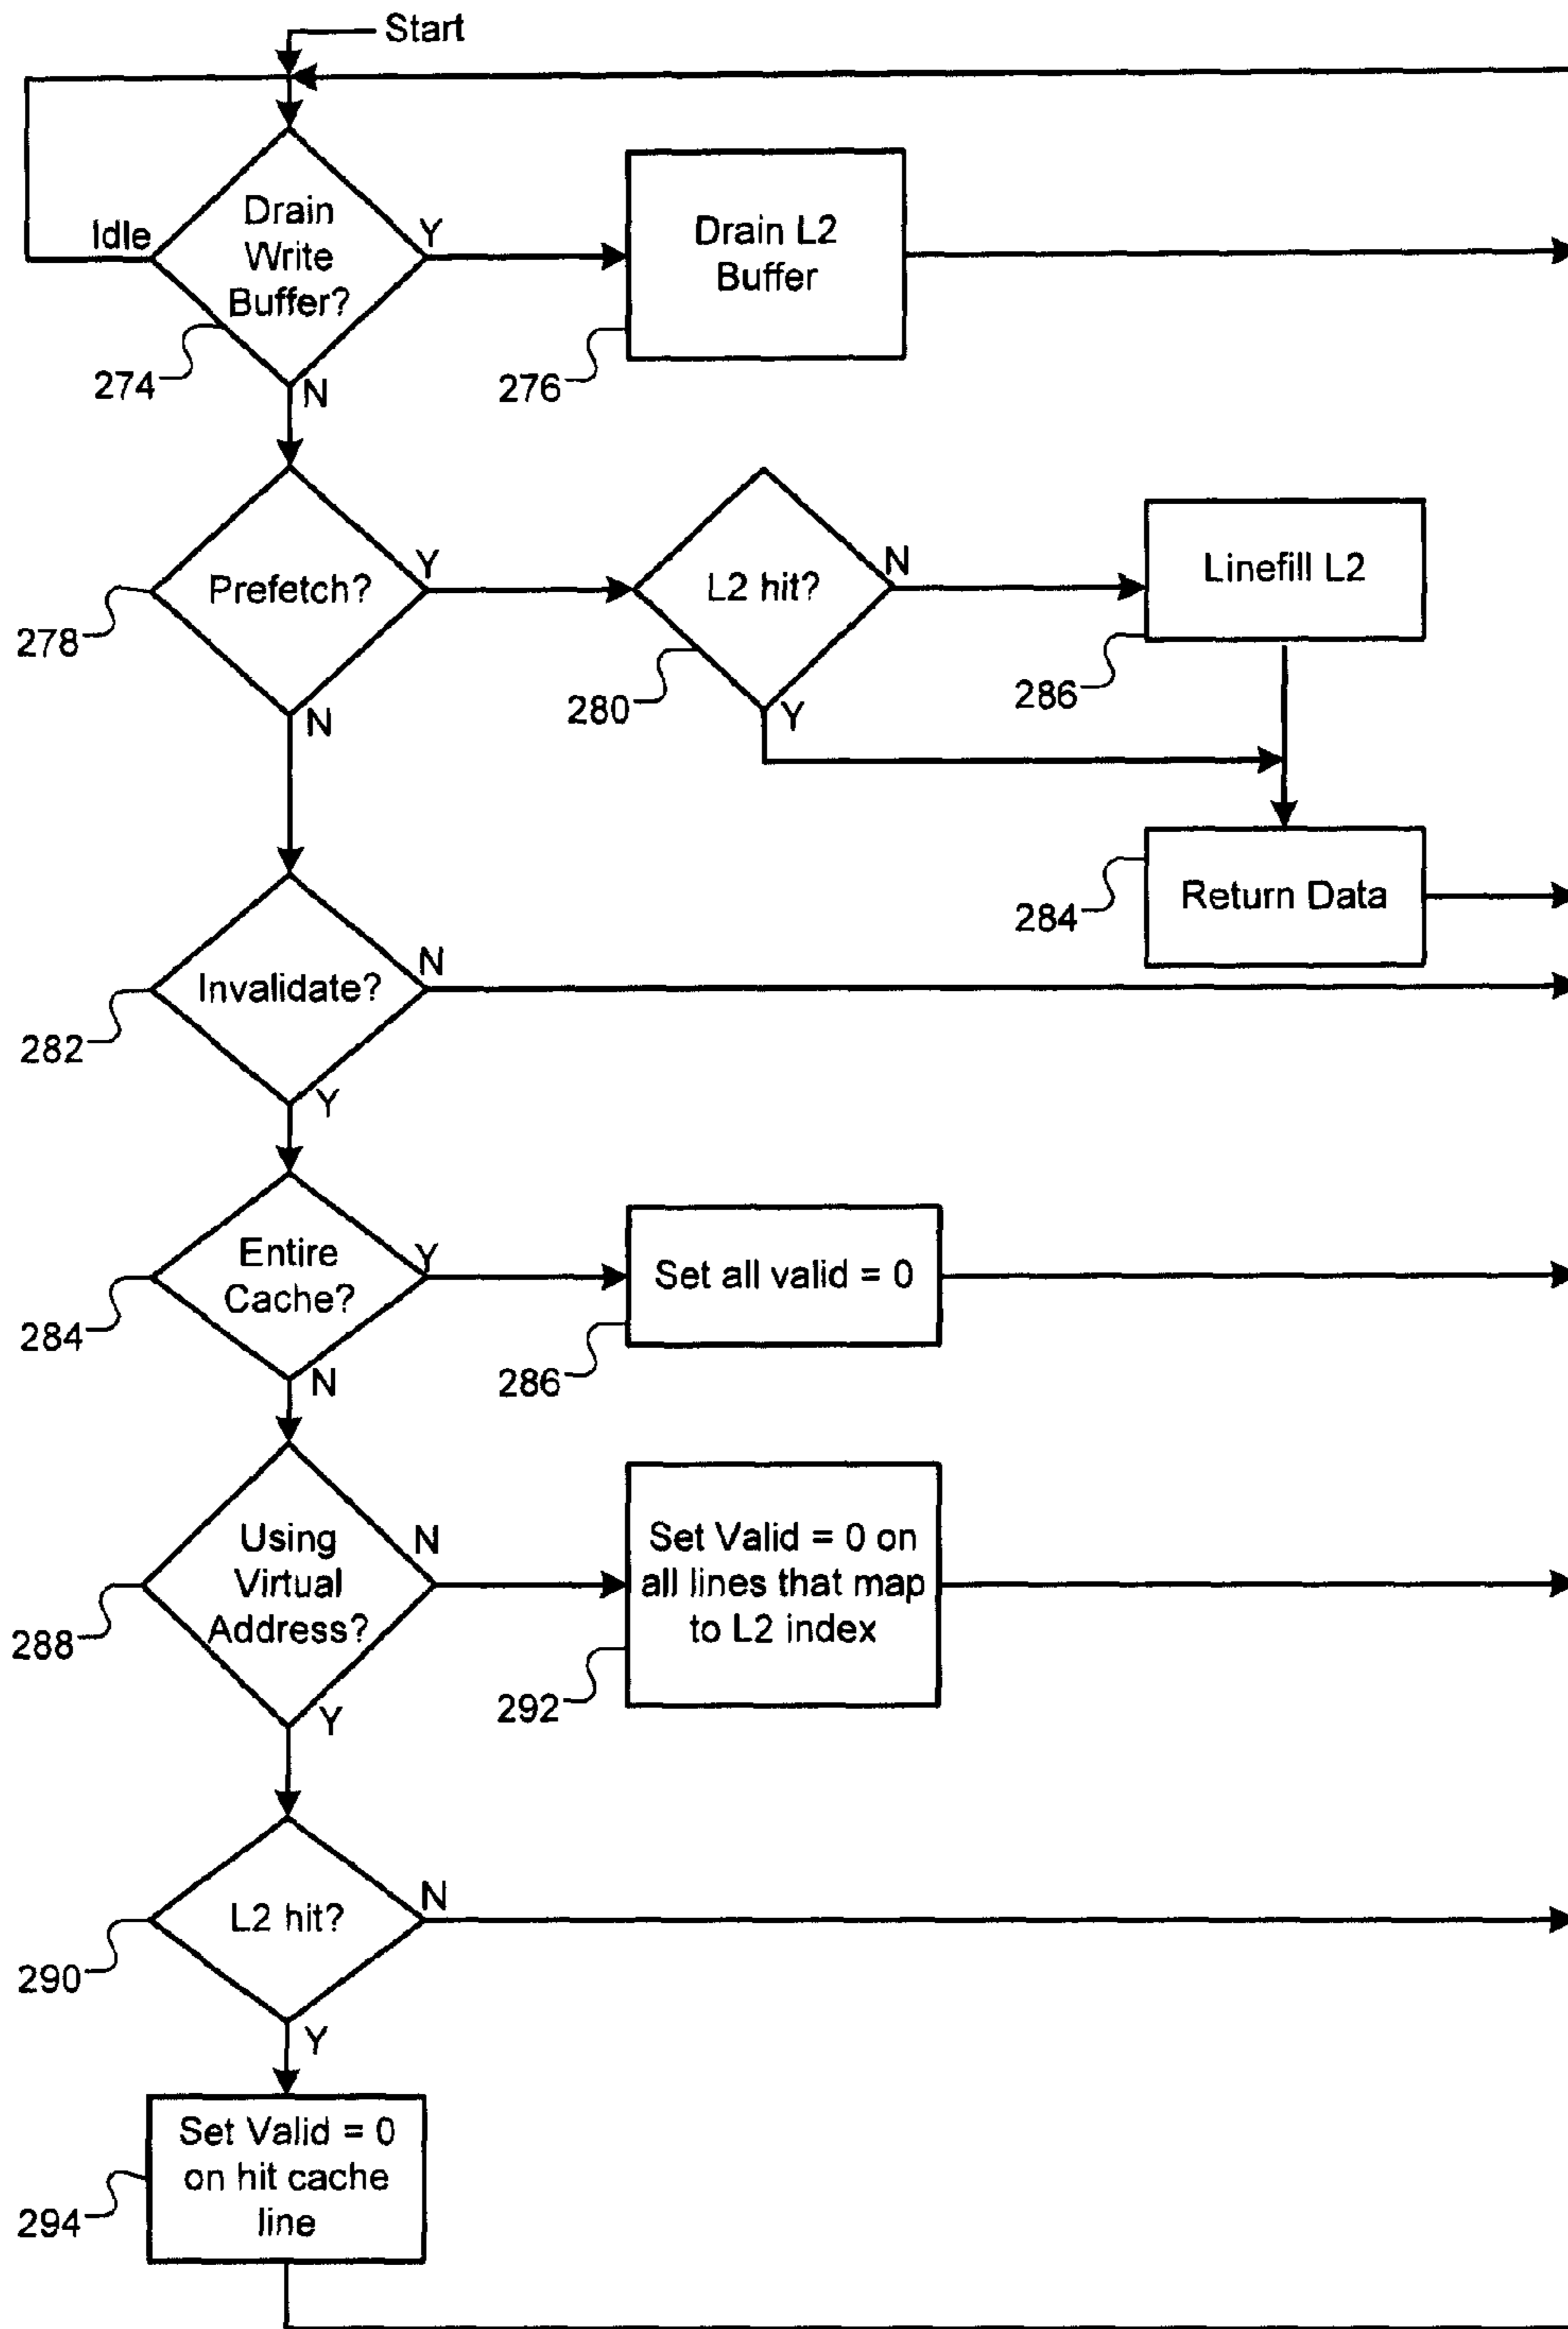 Start
Idle
Drain
Write
Buffer?
Y
N
274
Drain L2
Buffer
276
Prefetch?
Y
N
278
L2 hit?
N
Y
280
Linefill L2
286
Return Data
284
Invalidate?
N
Y
282
Entire
Cache?
Y
N
284
Set all valid = 0
286
Using
Virtual
Address?
N
Y
288
Set Valid = 0 on
all lines that map
to L2 index
292
L2 hit?
N
Y
290
Set Valid = 0
on hit cache
line
294